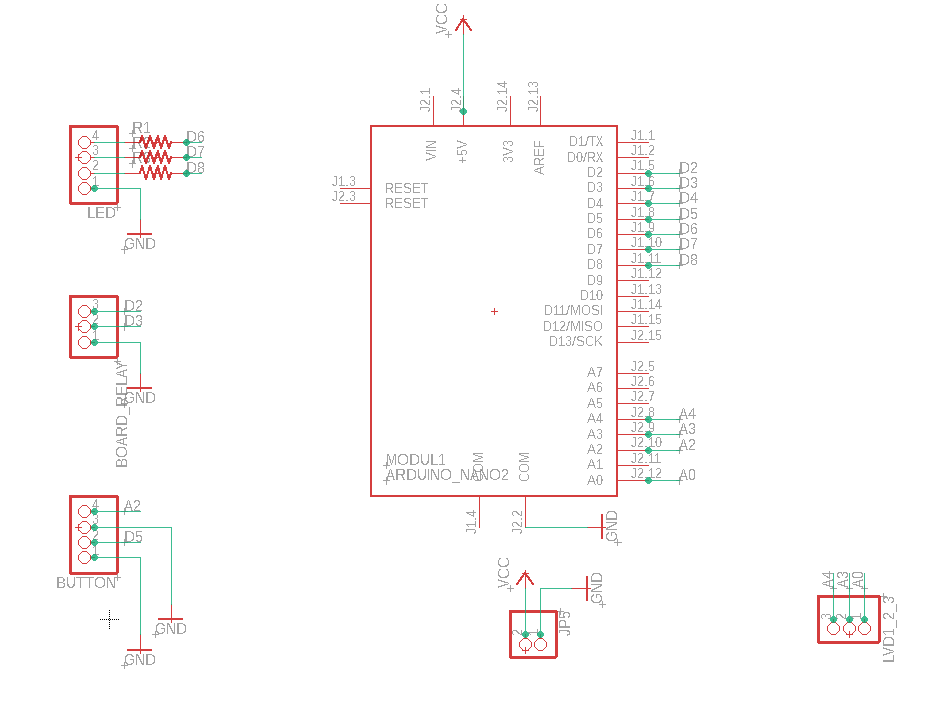 VCC
J2.1
J2.4
J2.14
J2.13
VIN
+5V
3V3
AREF
4
3
2
1
R1
D6
D7
D8
LED
GND
J1.3
J2.3
RESET
RESET
D1/TX
D0/RX
D2
D3
D4
D5
D6
D7
D8
D9
D10
D11/MOSI
D12/MISO
D13/SCK
A7
A6
A5
A4
A3
A2
A1
A0
J1.1
J1.2
J1.5
J1.6
J1.7
J1.8
J1.9
J1.10
J1.11
J1.12
J1.13
J1.14
J1.15
J2.15
J2.5
J2.6
J2.7
J2.8
J2.9
J2.10
J2.11
J2.12
D2
D3
D4
D5
D6
D7
D8
A4
A3
A2
A0
3
2
1
D2
D3
GND
BOARD_RELAY
MODUL1
ARDUINO_NANO2
COM
COM
J1.4
J2.2
GND
4
3
2
1
A2
D5
BUTTON
GND
GND
VCC
GND
2
1
JP5
A4
A3
A0
3
2
1
LVD1_2_3